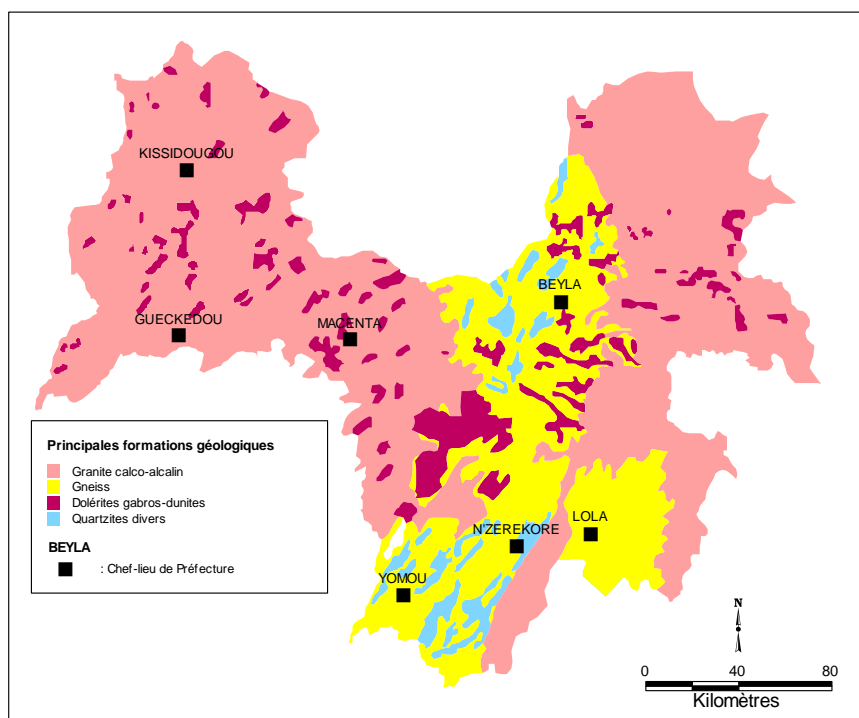 KISSIDOUGOU
BEYLA
GUECKEDOU
MACENTA
Principales formations géologiques
Granite calco-alcalin
Gneiss
Dolérites gabros-dunites
Quartzites divers
BEYLA
: Chef-lieu de Préfecture
LOLA
N'ZEREKORE
YOMOU
N
0 40 80
Kilomètres